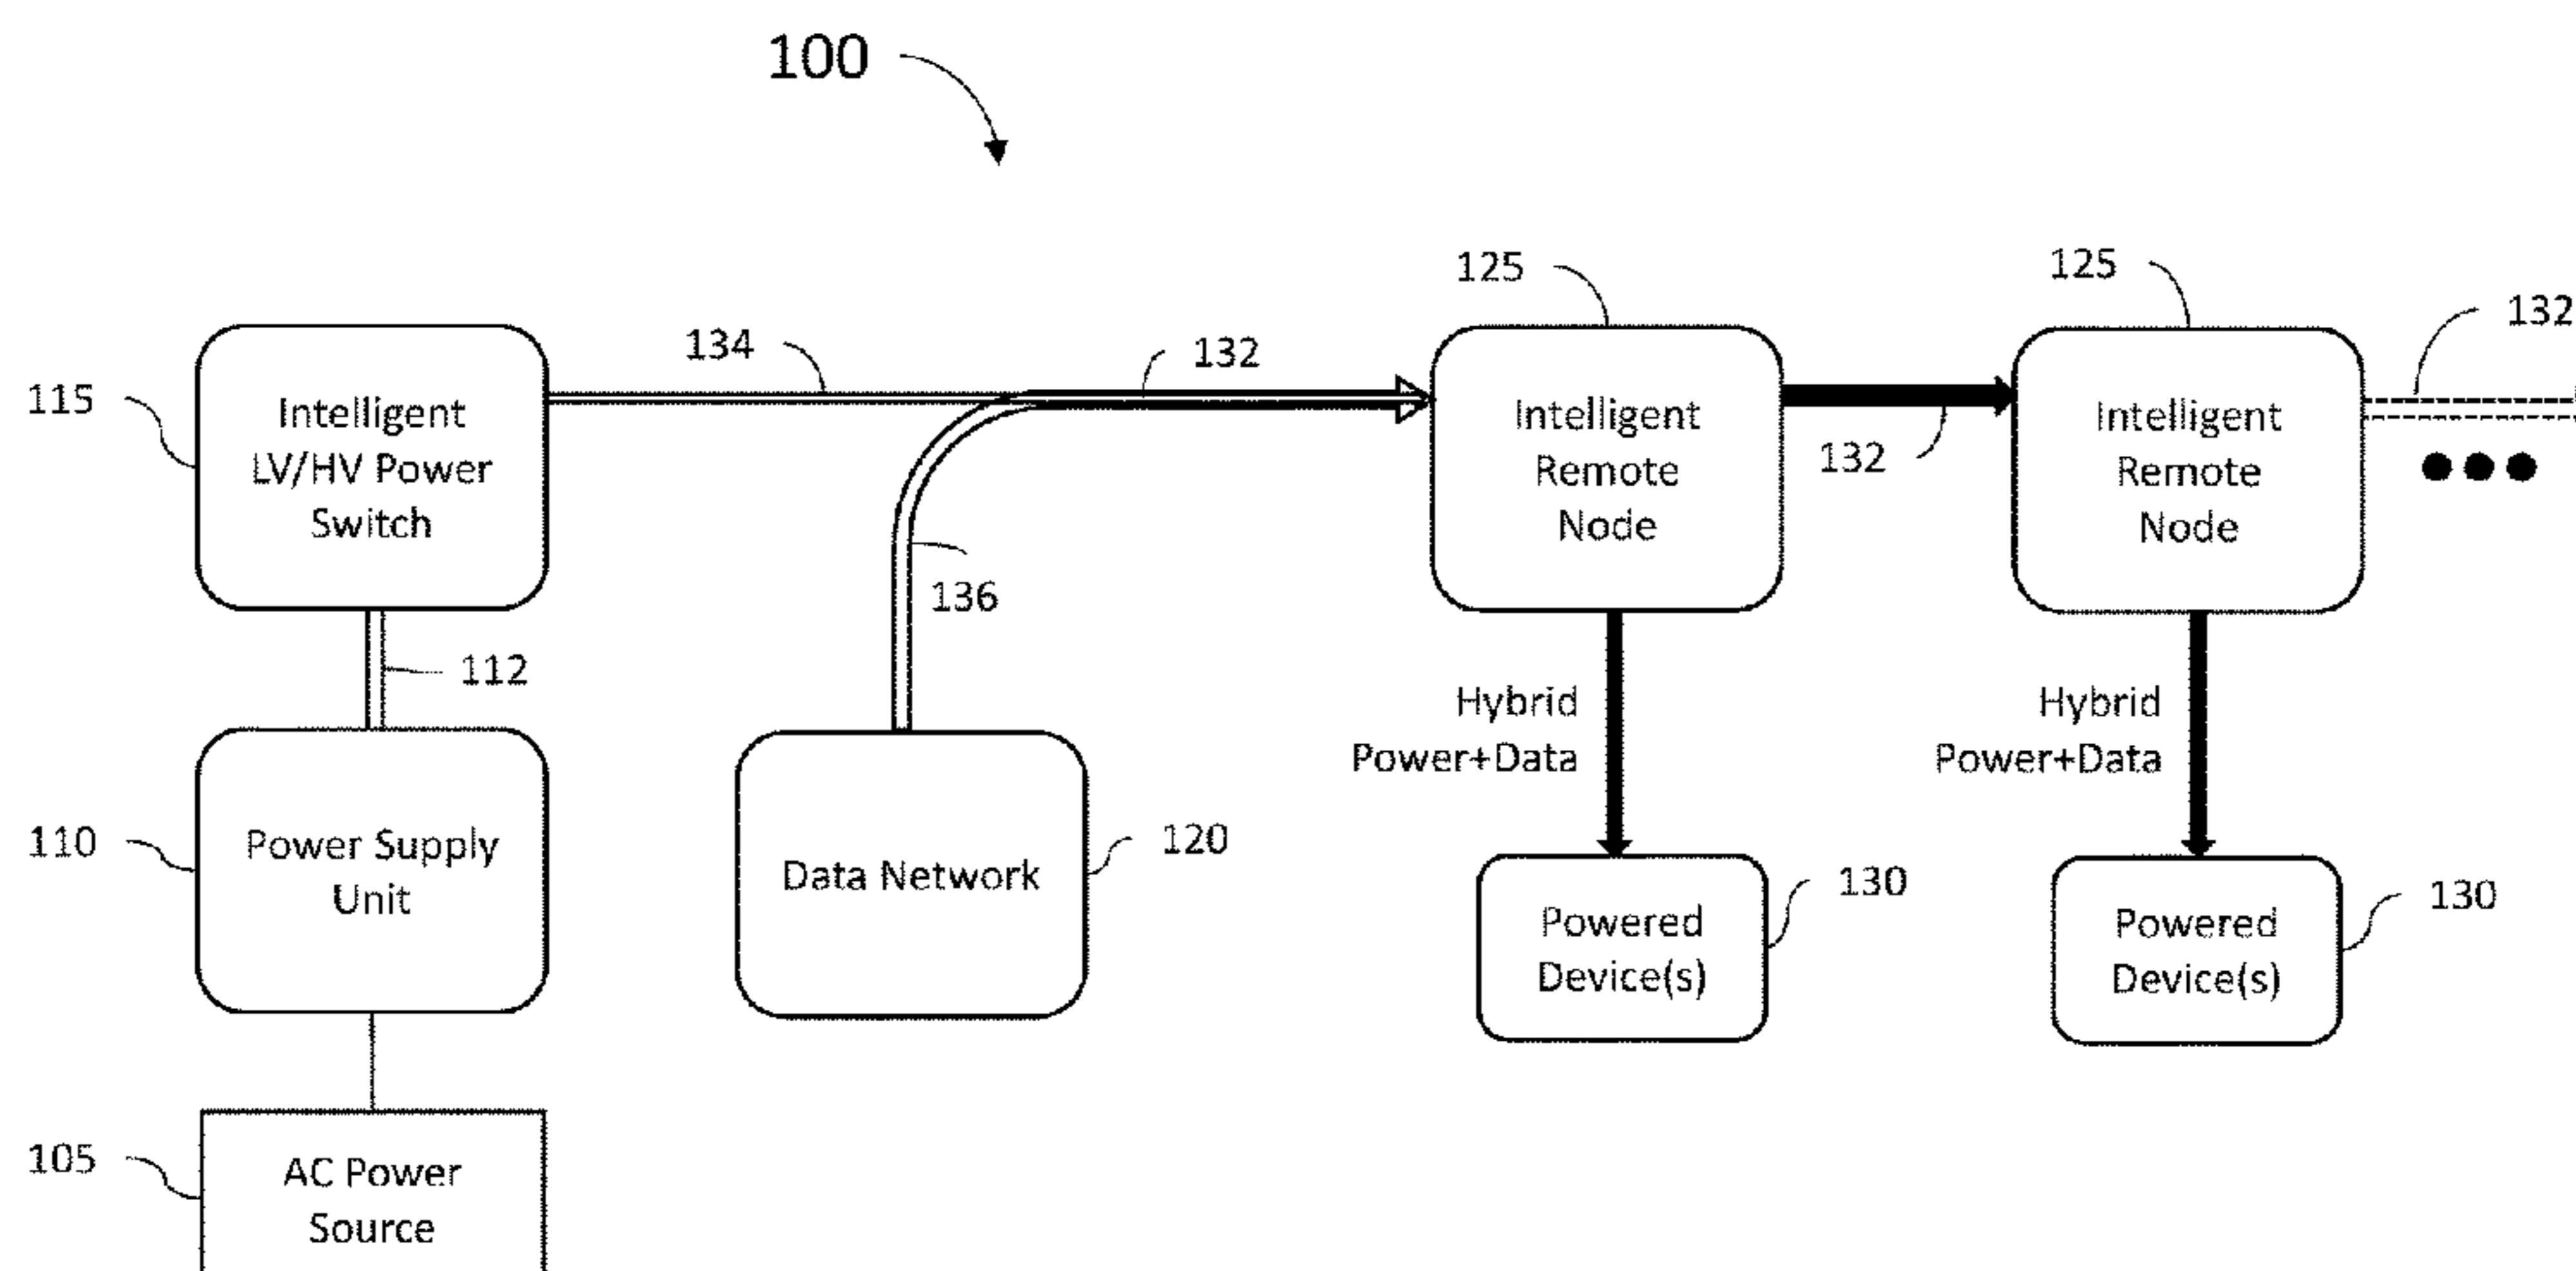 100
125
125
132
134
132
115
Intelligent
LV/HV Power
Switch
Intelligent
Remote
Node
132
Intelligent
Remote
Node
136
112
Hybrid
Power+Data
Hybrid
Power+Data
110
Power Supply
Unit
Data Network
120
Powered
Device(s)
130
Powered
Device(s)
130
105
AC Power
Source